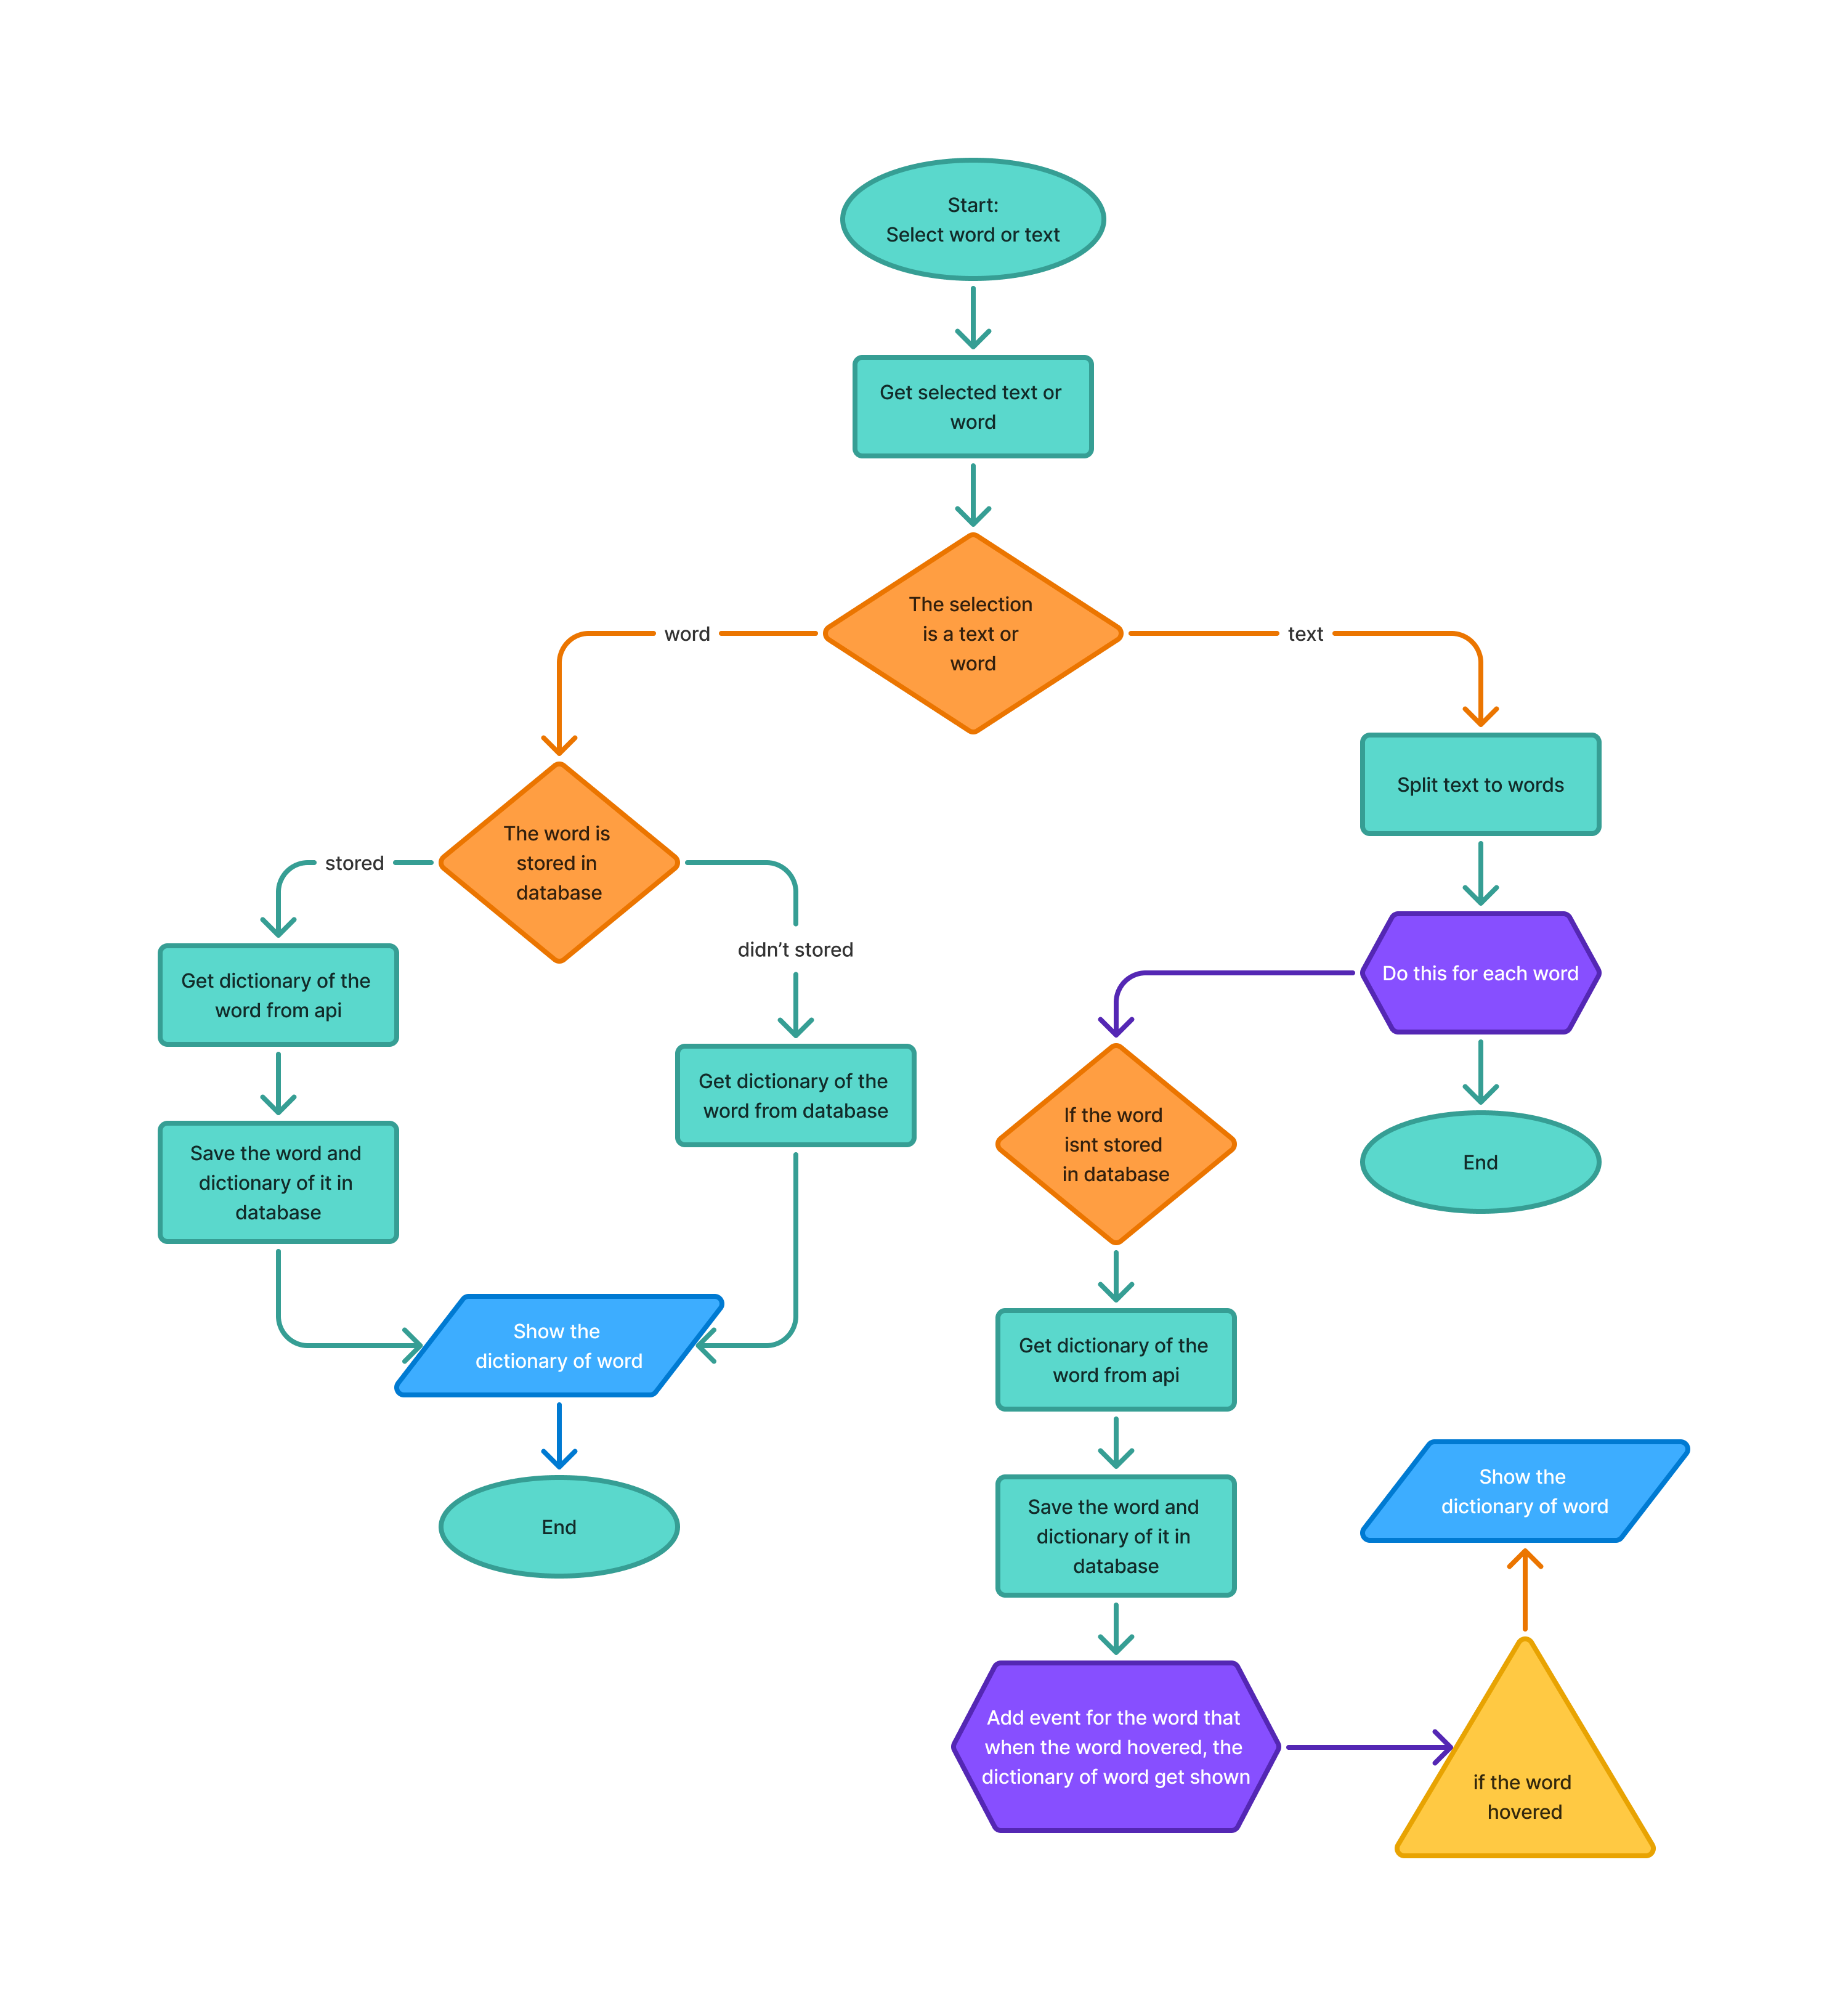 Start:
Select word or text
Get selected text or
word
The selection
is a text or
word
word
text
The word is
stored in
database
stored
didn't stored
Get dictionary of the
word from api
Save the word and
dictionary of it in
database
Get dictionary of the
word from database
Show the
dictionary of word
End
Split text to words
Do this for each word
End
If the word
isnt stored
in database
Get dictionary of the
word from api
Save the word and
dictionary of it in
database
Add event for the word that
when the word hovered, the
dictionary of word get shown
if the word
hovered
Show the
dictionary of word